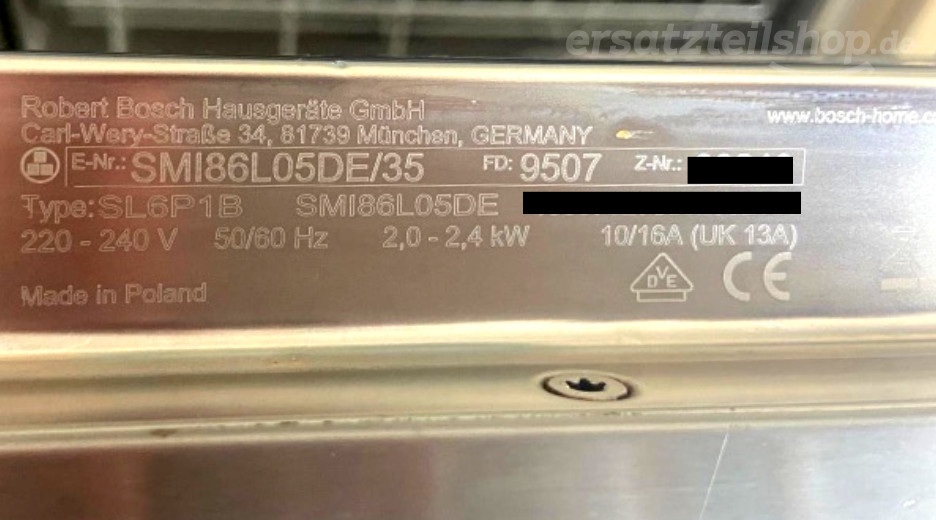 ersatzteilshop.de
Robert Bosch Hausgeräte GmbH
www.bosch-home.co
Carl-Wery-Straße 34, 81739 München, GERMANY
E-Nr.: SMI86L05DE/35 FD: 9507 Z-Nr.:
Type: SL6P1B SMI86L05DE
220 - 240 V 50/60 Hz 2,0 - 2,4 kW 10/16A (UK 13A)
DVE CE
Made in Poland